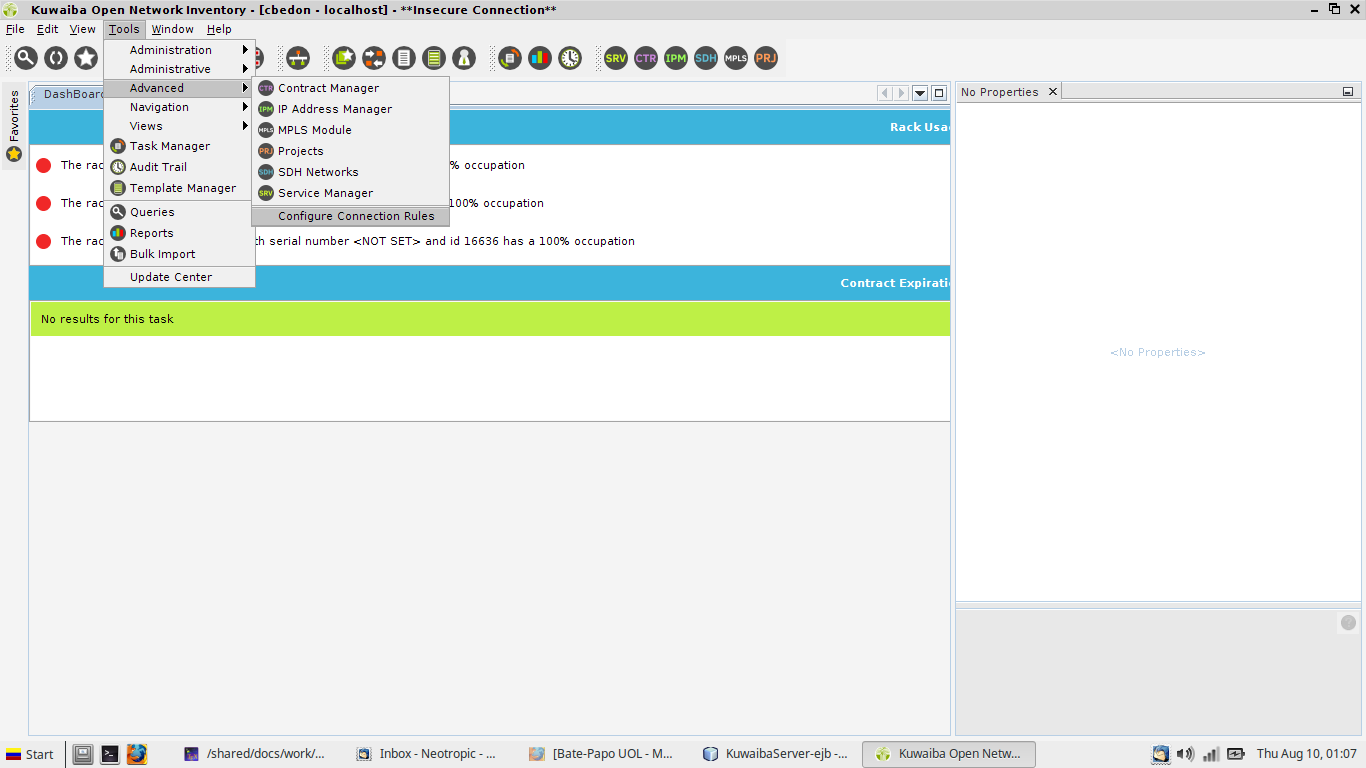 Kuwaiba Open Network Inventory - [cbedon - localhost] - **Insecure Connection**
File Edit View Tools Window Help
SRV CTR IPM SDH MPLS PRJ
Favorites
DashBoard
Administration
Administrative
Advanced
Navigation
Views
Task Manager
Audit Trail
Template Manager
Queries
Reports
Bulk Import
Update Center
CTR Contract Manager
IPM IP Address Manager
MPLS MPLS Module
PRJ Projects
SDH SDH Networks
SRV Service Manager
Configure Connection Rules
Rack Usa
The rac % occupation
The rac 100% occupation
The rac th serial number <NOT SET> and id 16636 has a 100% occupation
Contract Expirati
No results for this task
No Properties
<No Properties>
Start /shared/docs/work/... Inbox - Neotropic - ... [Bate-Papo UOL - M... KuwaibaServer-ejb -... Kuwaiba Open Netw... Thu Aug 10, 01:07